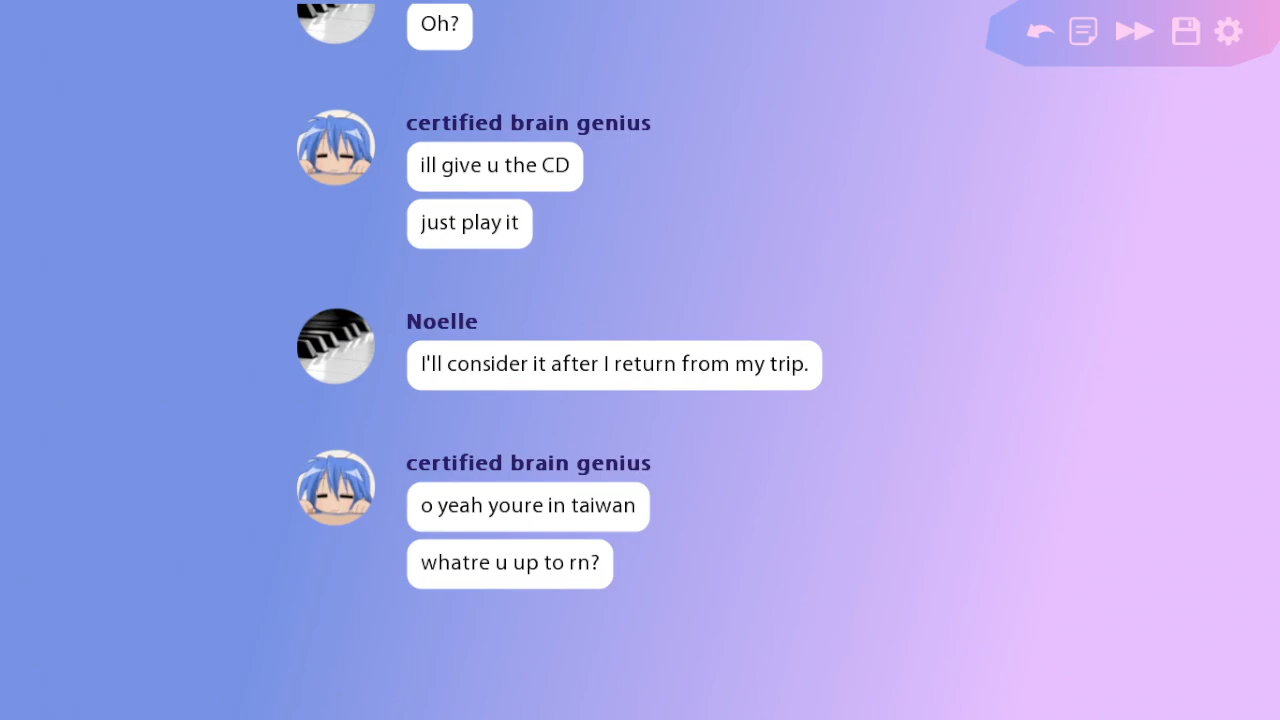 Oh?
certified brain genius
ill give u the CD
just play it
Noelle
I'll consider it after I return from my trip.
certified brain genius
o yeah youre in taiwan
whatre u up to rn?